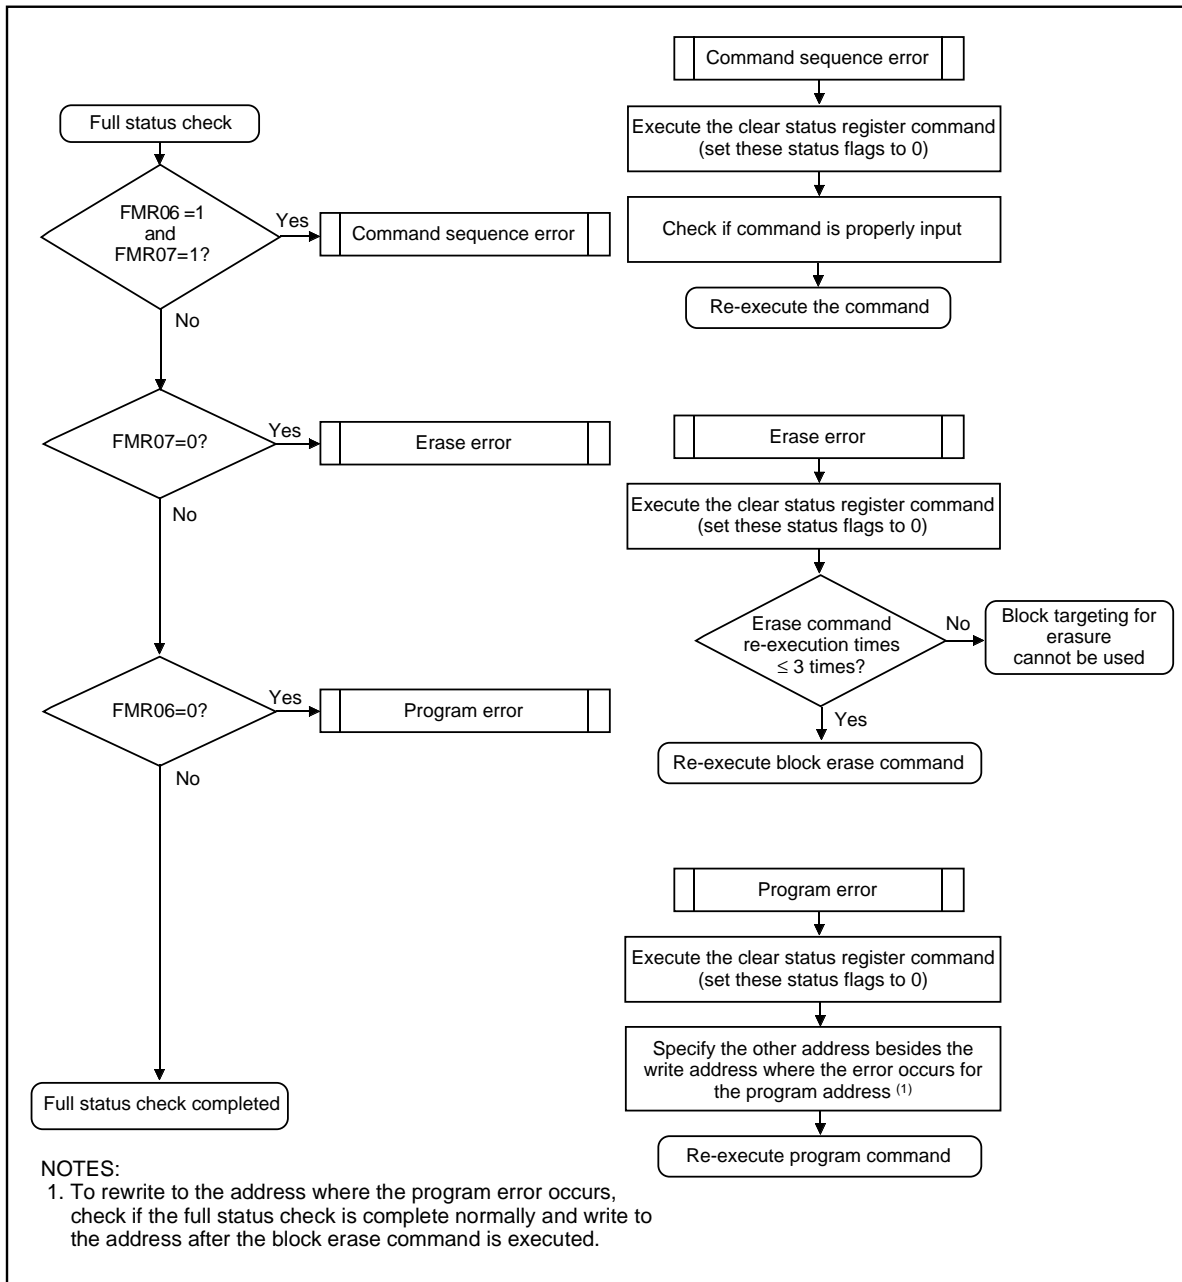 Full status check
FMR06 =1
and
FMR07=1?
Yes
Command sequence error
No
FMR07=0?
Yes
Erase error
No
FMR06=0?
Yes
Program error
No
Full status check completed
Command sequence error
Execute the clear status register command
(set these status flags to 0)
Check if command is properly input
Re-execute the command
Erase error
Execute the clear status register command
(set these status flags to 0)
Erase command
re-execution times
≤ 3 times?
No
Block targeting for
erasure
cannot be used
Yes
Re-execute block erase command
Program error
Execute the clear status register command
(set these status flags to 0)
Specify the other address besides the
write address where the error occurs for
the program address (1)
Re-execute program command
NOTES:
1. To rewrite to the address where the program error occurs,
check if the full status check is complete normally and write to
the address after the block erase command is executed.